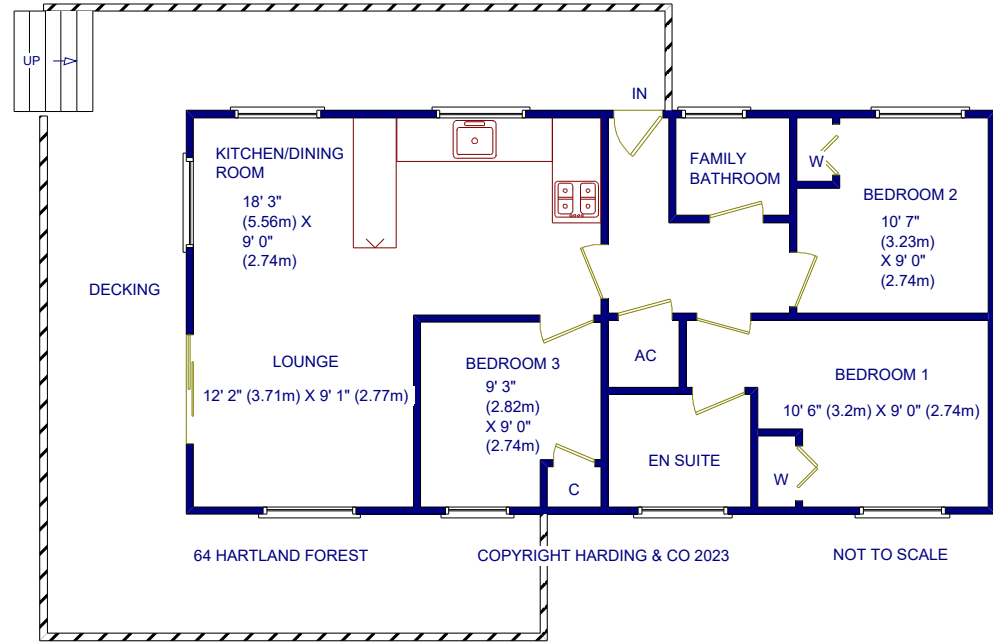 UP
IN
KITCHEN/DINING
ROOM
18' 3"
(5.56m) X
9' 0"
(2.74m)
FAMILY
BATHROOM
W
BEDROOM 2
10' 7"
(3.23m)
X 9' 0"
(2.74m)
DECKING
LOUNGE
12' 2" (3.71m) X 9' 1" (2.77m)
BEDROOM 3
9' 3"
(2.82m)
X 9' 0"
(2.74m)
AC
BEDROOM 1
10' 6" (3.2m) X 9' 0" (2.74m)
EN SUITE
C
W
64 HARTLAND FOREST
COPYRIGHT HARDING & CO 2023
NOT TO SCALE